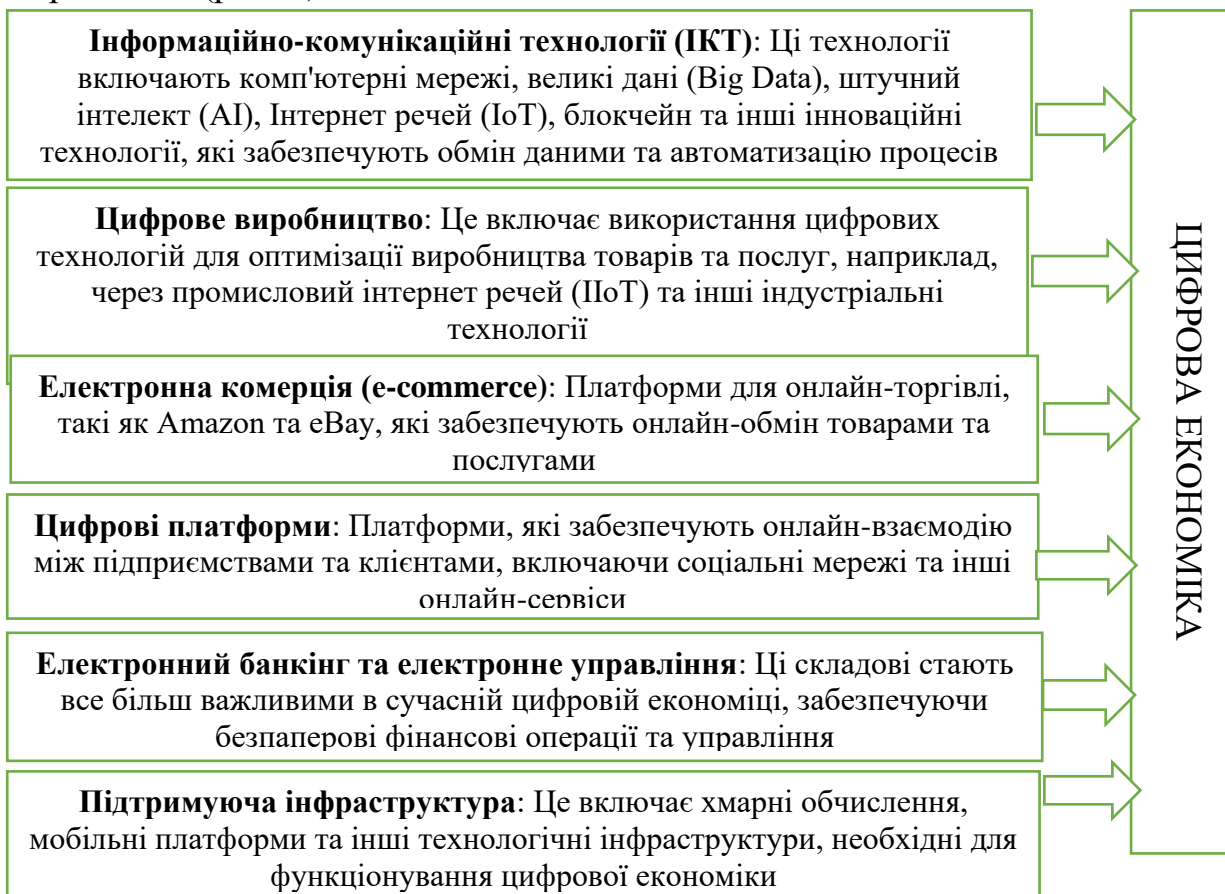 Інформаційно-комунікаційні технології (ІКТ): Ці технології
включають комп'ютерні мережі, великі дані (Big Data), штучний
інтелект (AI), Інтернет речей (IoT), блокчейн та інші інноваційні
технології, які забезпечують обмін даними та автоматизацію процесів
Цифрове виробництво: Це включає використання цифрових
технологій для оптимізації виробництва товарів та послуг, наприклад,
через промисловий інтернет речей (IIoT) та інші індустріальні
технології
Електронна комерція (e-commerce): Платформи для онлайн-торгівлі,
такі як Amazon та eBay, які забезпечують онлайн-обмін товарами та
послугами
Цифрові платформи: Платформи, які забезпечують онлайн-взаємодію
між підприємствами та клієнтами, включаючи соціальні мережі та інші
онлайн-сервіси
Електронний банкінг та електронне управління: Ці складові стають
все більш важливими в сучасній цифровій економіці, забезпечуючи
безпаперові фінансові операції та управління
Підтримуюча інфраструктура: Це включає хмарні обчислення,
мобільні платформи та інші технологічні інфраструктури, необхідні для
функціонування цифрової економіки
ЦИФРОВА ЕКОНОМІКА